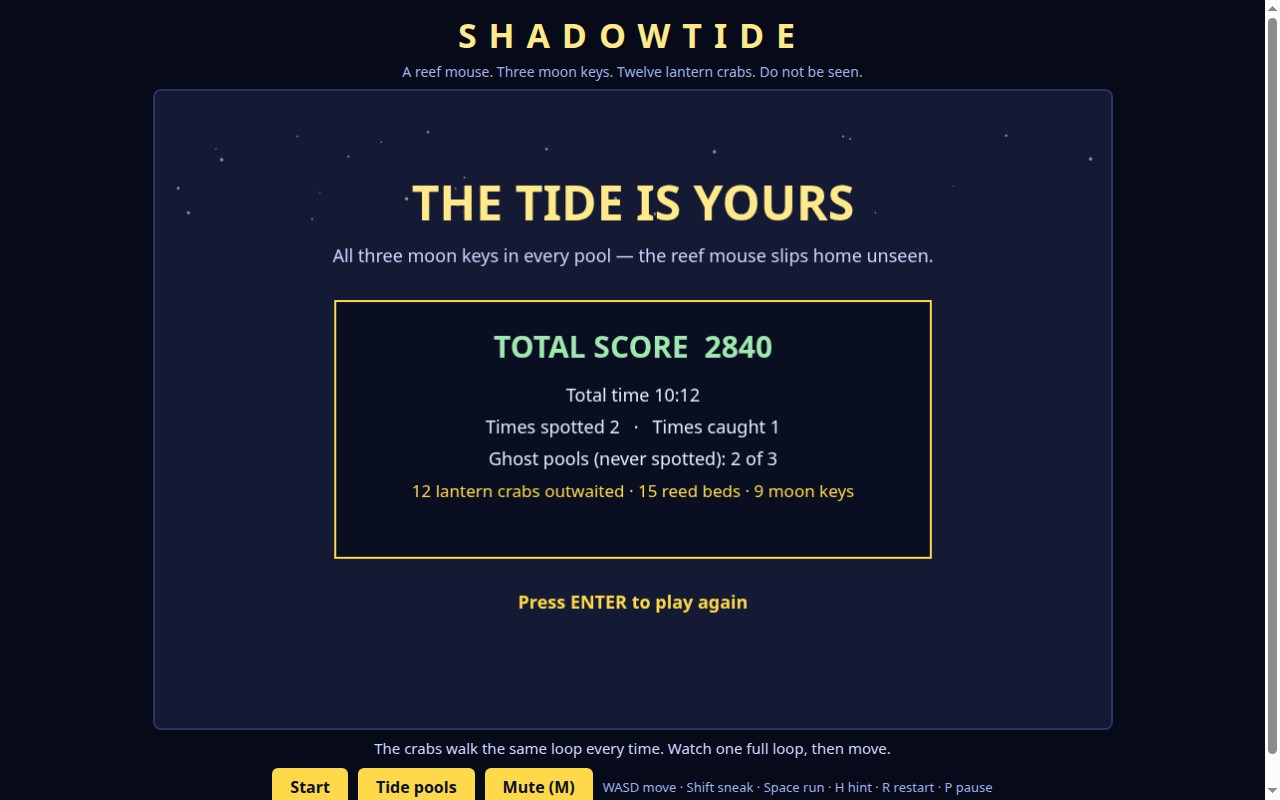 SHADOWTIDE
A reef mouse. Three moon keys. Twelve lantern crabs. Do not be seen.
THE TIDE IS YOURS
All three moon keys in every pool — the reef mouse slips home unseen.
TOTAL SCORE 2840
Total time 10:12
Times spotted 2 · Times caught 1
Ghost pools (never spotted): 2 of 3
12 lantern crabs outwaited · 15 reed beds · 9 moon keys
Press ENTER to play again
The crabs walk the same loop every time. Watch one full loop, then move.
Start Tide pools Mute (M) WASD move · Shift sneak · Space run · H hint · R restart · P pause